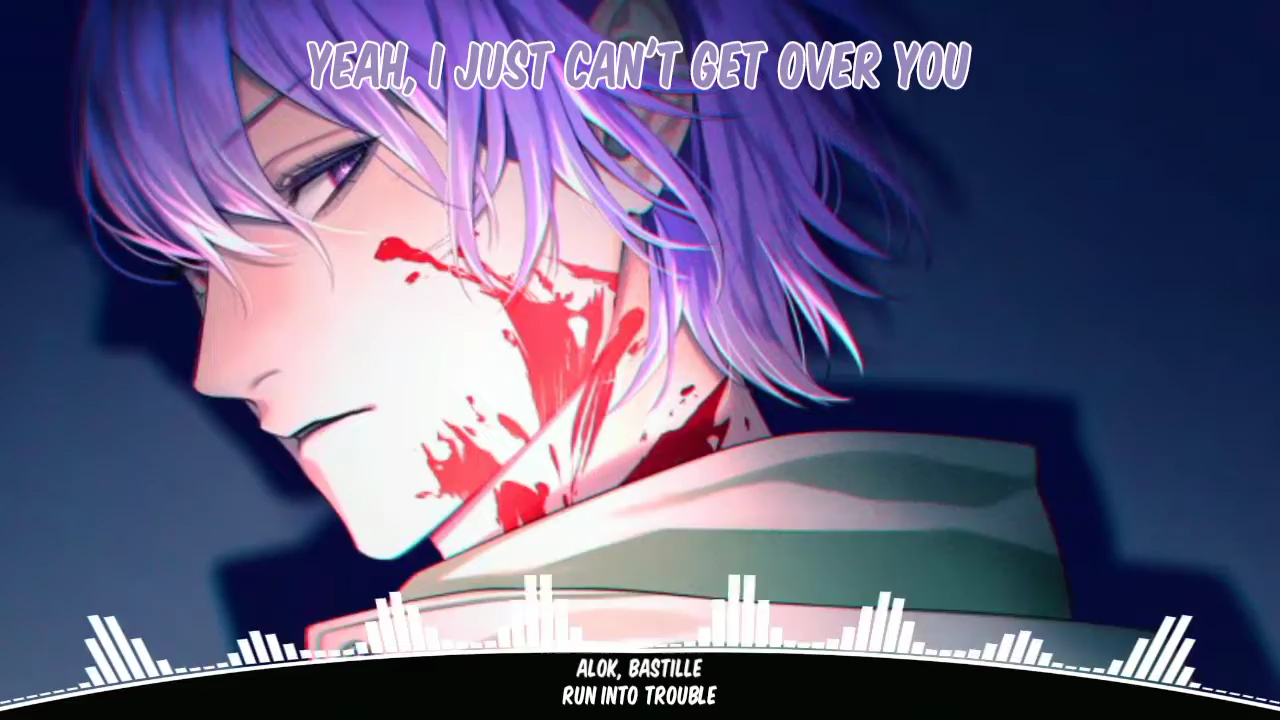 YEAH, I JUST CAN'T GET OVER YOU
ALOK, BASTILLE
RUN INTO TROUBLE